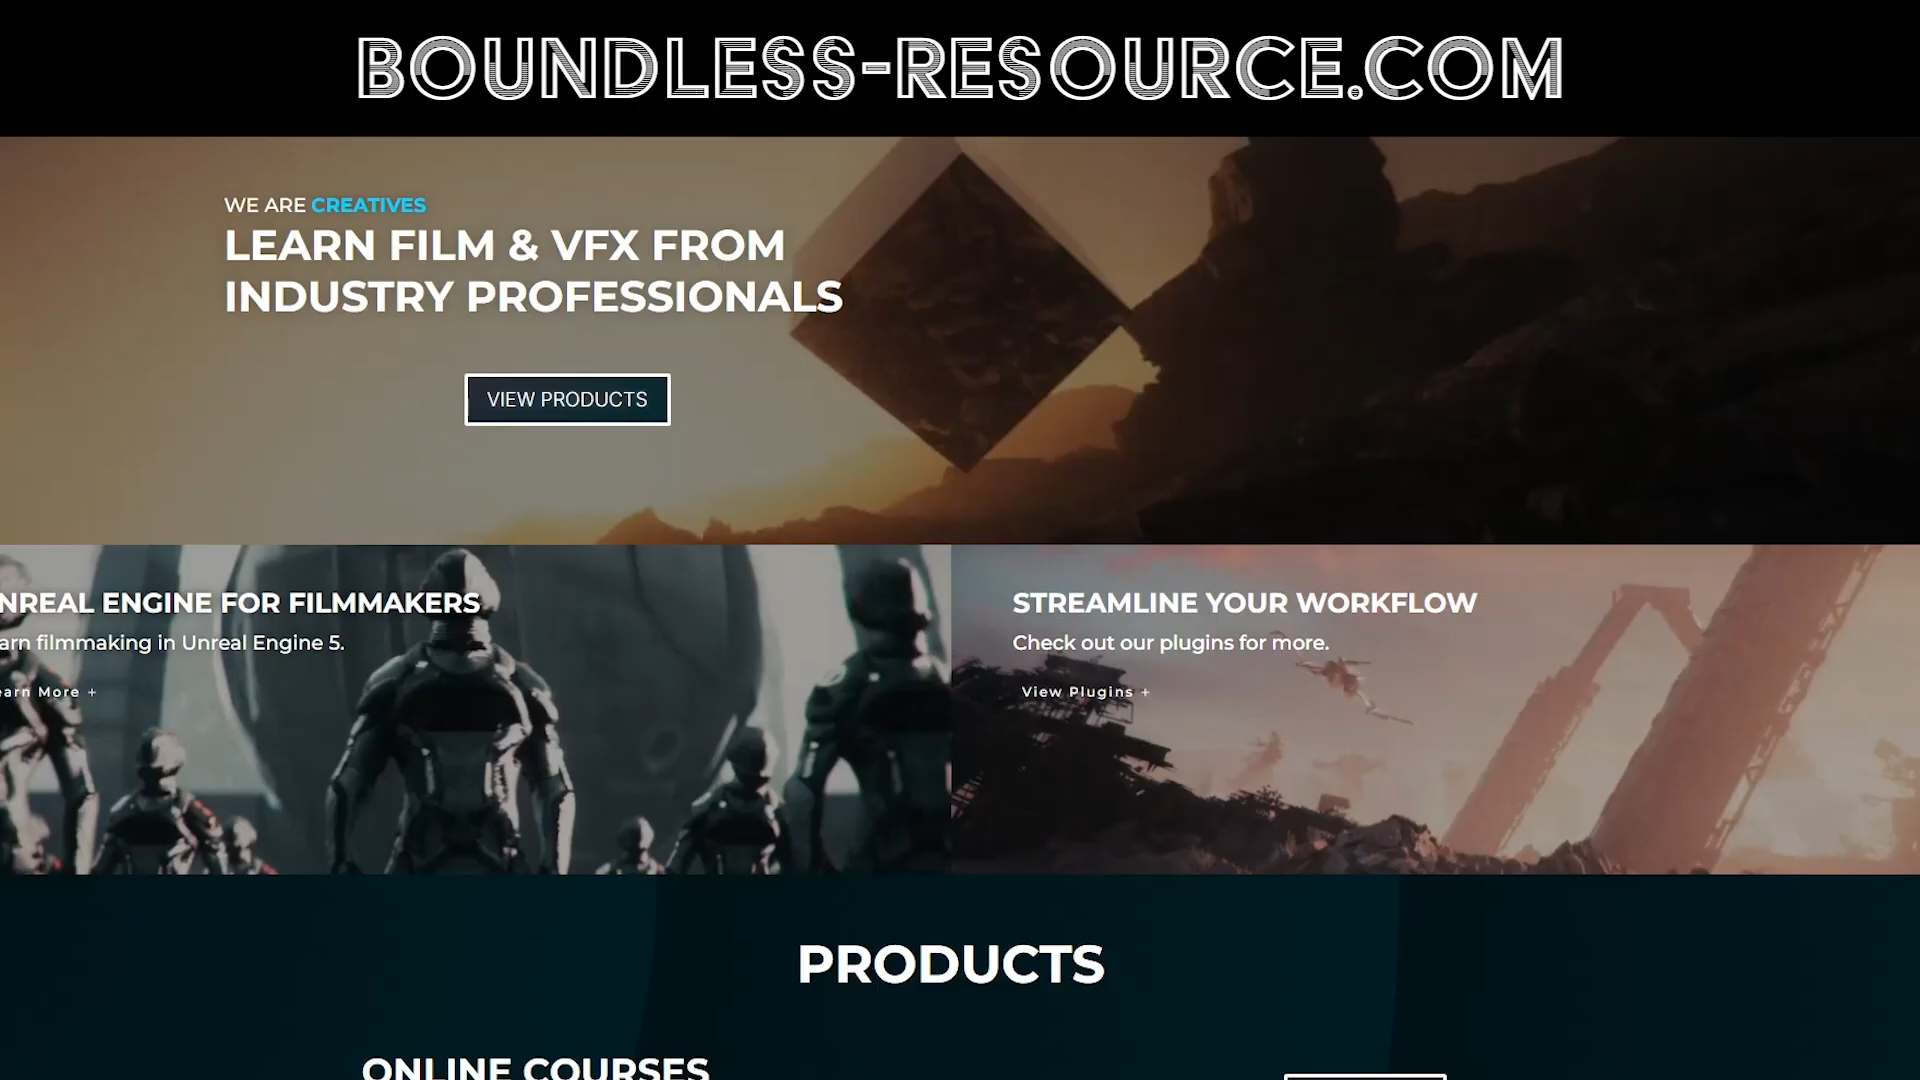 BOUNDLESS-RESOURCE.COM
WE ARE CREATIVES
LEARN FILM & VFX FROM
INDUSTRY PROFESSIONALS
VIEW PRODUCTS
NREAL ENGINE FOR FILMMAKERS
arn filmmaking in Unreal Engine 5.
earn More +
STREAMLINE YOUR WORKFLOW
Check out our plugins for more.
View Plugins +
PRODUCTS
ONLINE COURSES